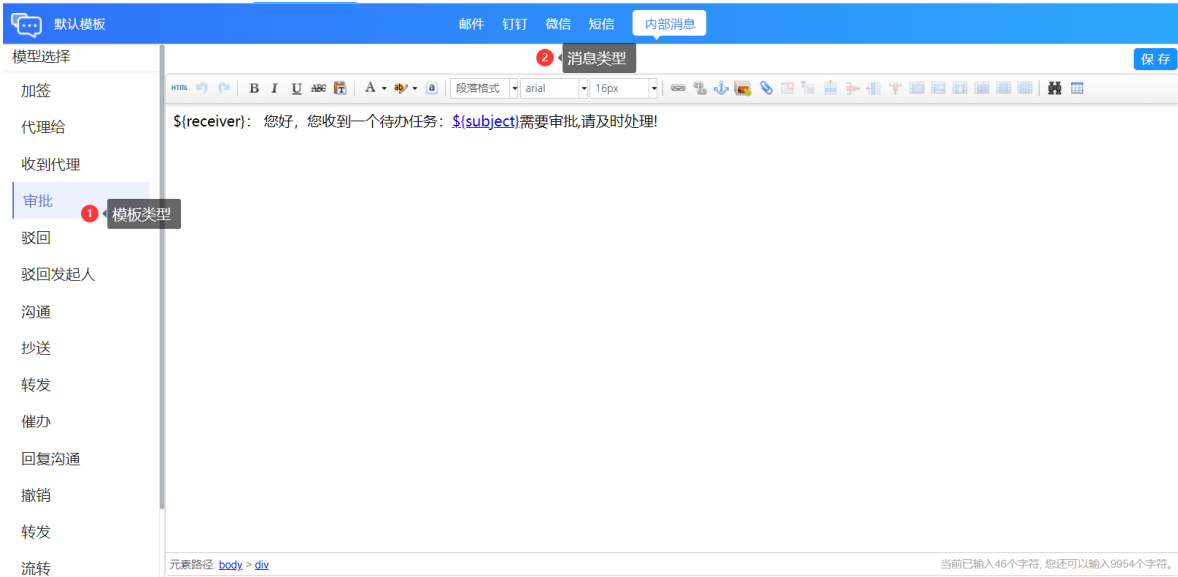 默认模板
邮件 钉钉 微信 短信 内部消息
模型选择
2 消息类型
保存
加签
代理给
收到代理
审批
1 模板类型
驳回
驳回发起人
沟通
抄送
转发
催办
回复沟通
撤销
转发
流转
HTML B I U ABC A ab a 段落格式 arial 16px
${receiver}： 您好，您收到一个待办任务：${subject}需要审批,请及时处理!
元素路径: body > div
当前已输入46个字符, 您还可以输入9954个字符。